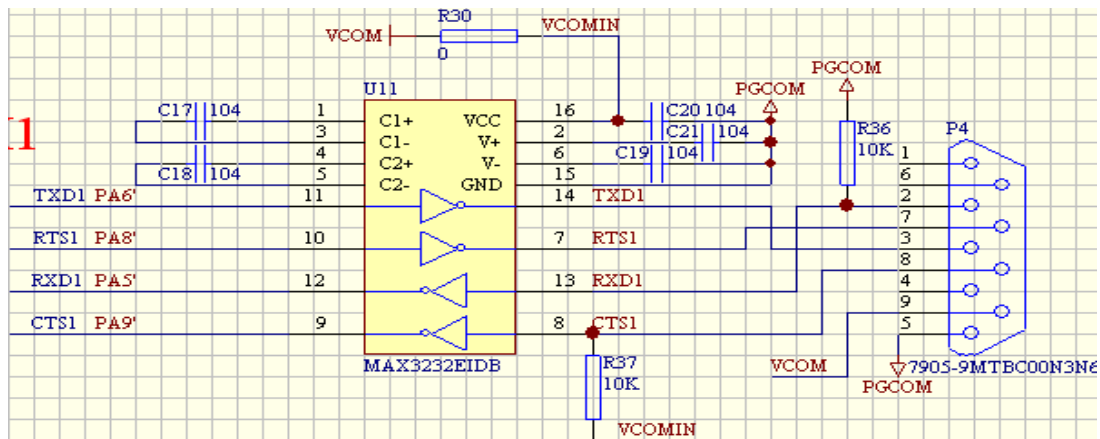 R30
VCOM
VCOMIN
0
PGCOM
U11
PGCOM
C17 104 1 C1+ VCC 16 C20 104 P4
3 C1- V+ 2 C21 104 R36
4 C2+ V- 6 C19 104 10K 1
C18 104 5 C2- GND 15 6
TXD1 PA6' 11 14 TXD1 2
7
RTS1 PA8' 10 7 RTS1 3
8
RXD1 PA5' 12 13 RXD1 4
9
CTS1 PA9' 9 8 CTS1 5
MAX3232EIDB R37 VCOM 7905-9MTBC00N3N6
10K PGCOM
VCOMIN